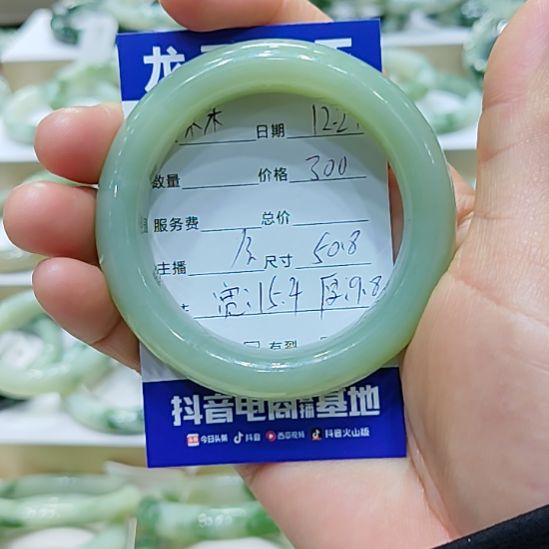 龙
木 日期 12.2
数量 价格 300
服务费 总价
主播 尺寸 50.8
宽:15.4 厚:9.8
有裂
抖音电商直播基地
今日头条 抖音 西瓜视频 抖音火山版